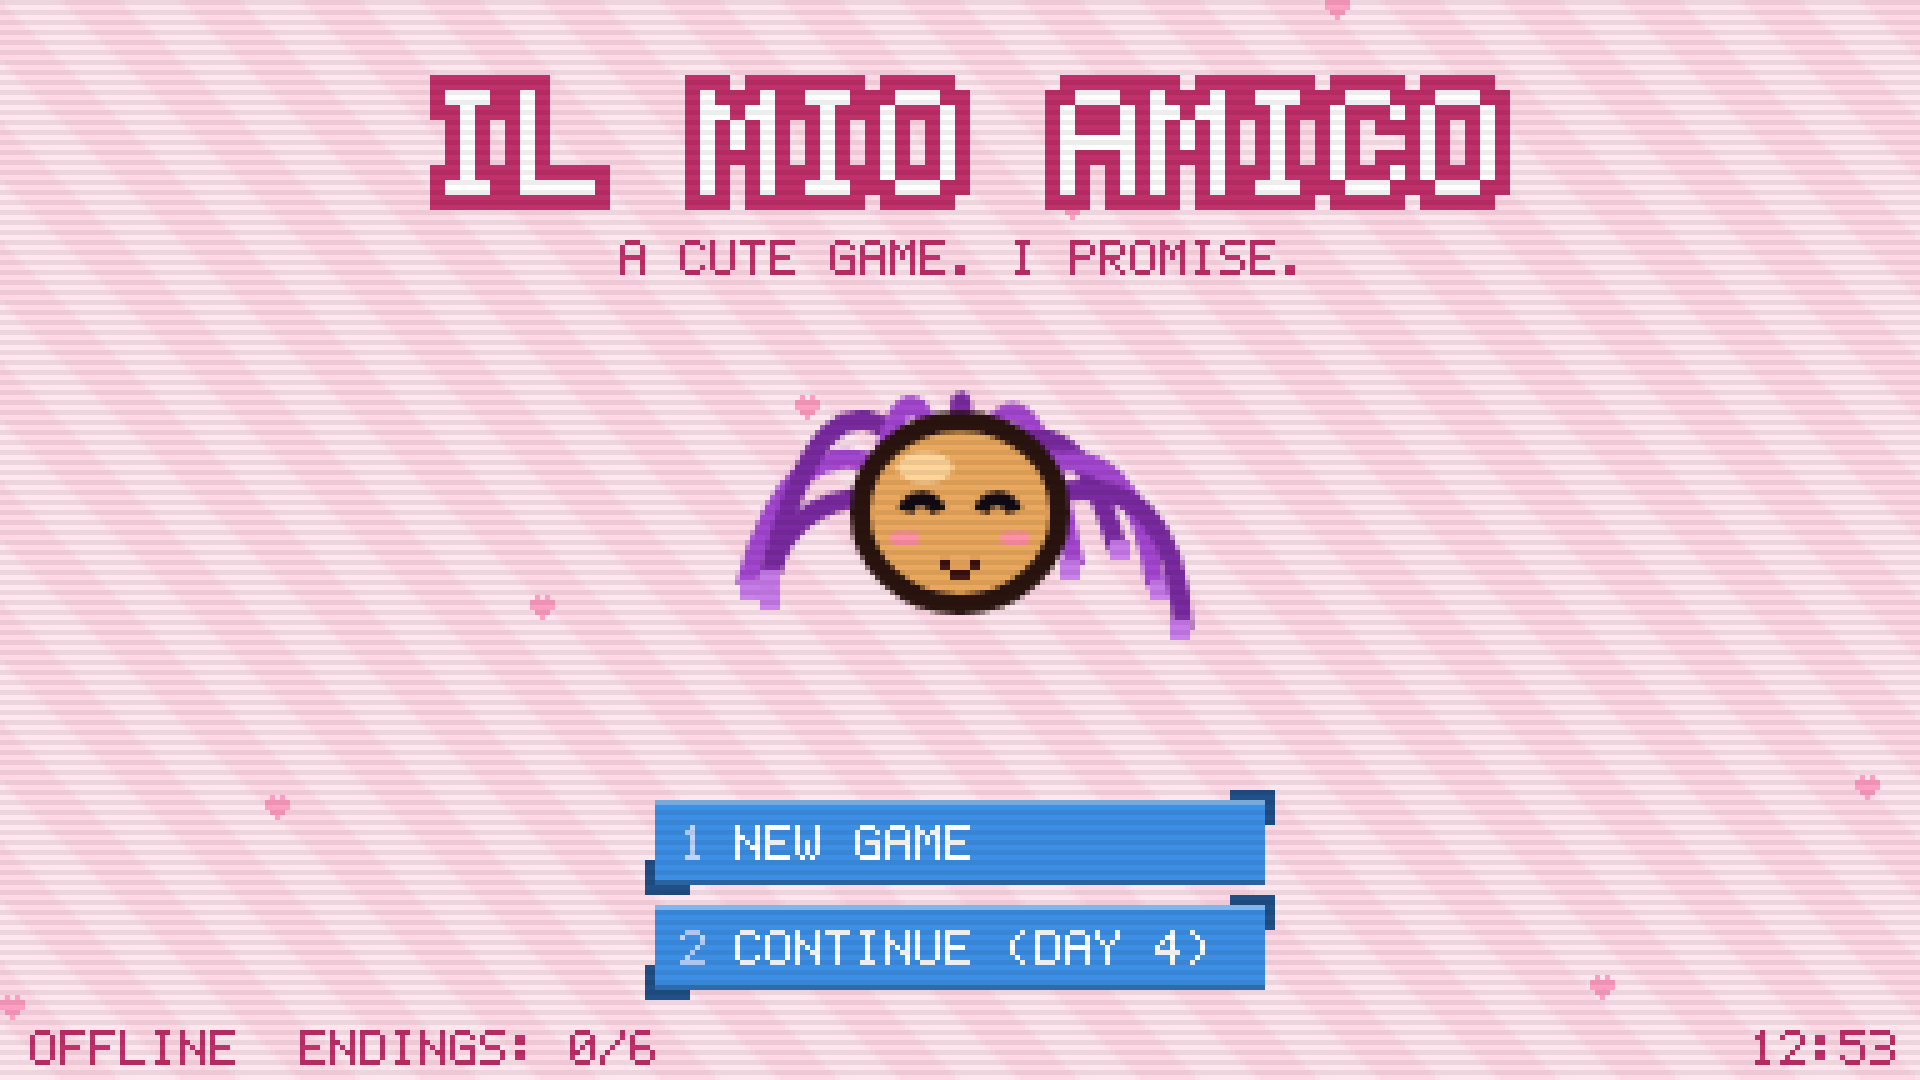 IL MIO AMICO
A CUTE GAME. I PROMISE.
1 NEW GAME
2 CONTINUE (DAY 4)
OFFLINE ENDINGS: 0/6
12:53